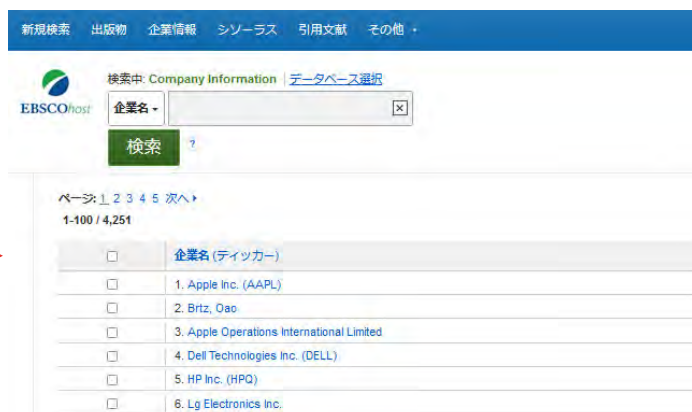 新規検索 出版物 企業情報 シソーラス 引用文献 その他
検索中: Company Information データベース選択
EBSCOhost 企業名
検索 ?
ページ: 1 2 3 4 5 次へ
1-100 / 4,251
企業名 (ティッカー)
1. Apple Inc. (AAPL)
2. Brtz, Oao
3. Apple Operations International Limited
4. Dell Technologies Inc. (DELL)
5. HP Inc. (HPQ)
6. Lg Electronics Inc.